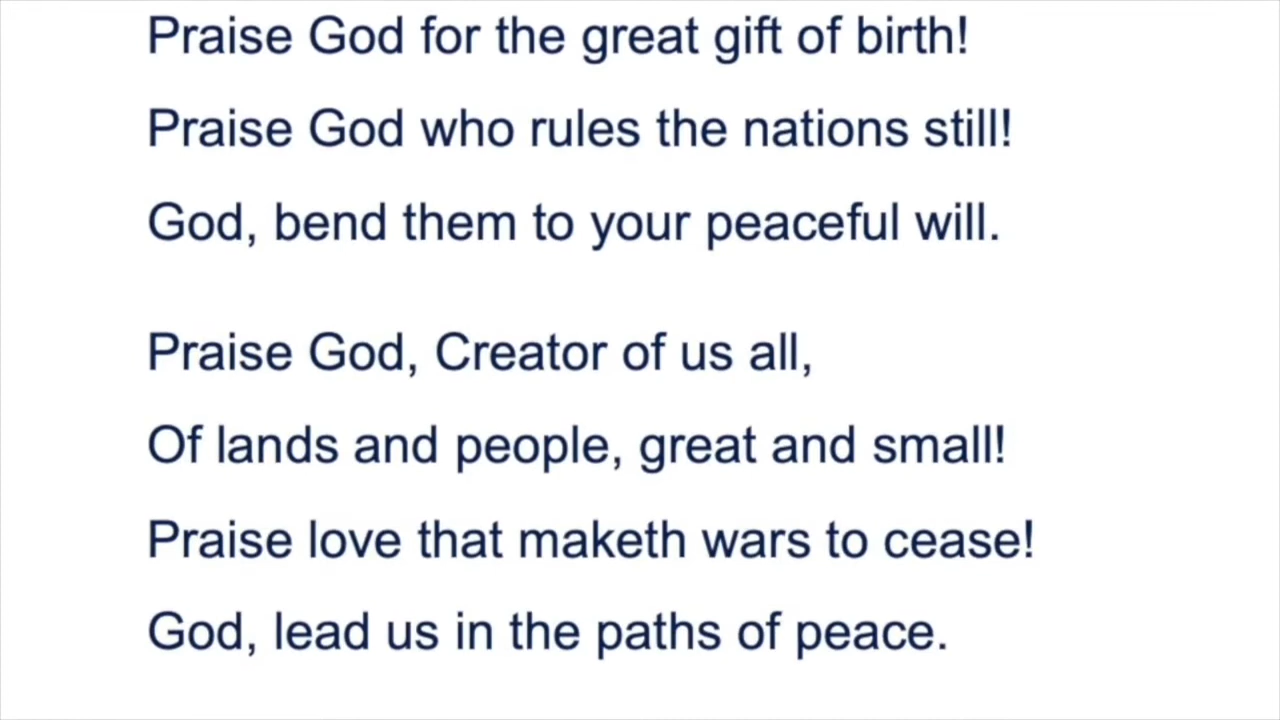 Praise God for the great gift of birth!
Praise God who rules the nations still!
God, bend them to your peaceful will.
Praise God, Creator of us all,
Of lands and people, great and small!
Praise love that maketh wars to cease!
God, lead us in the paths of peace.